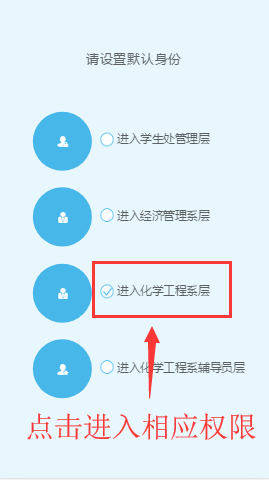 请设置默认身份
进入学生处管理层
进入经济管理系层
进入化学工程系层
进入化学工程系辅导员层
点击进入相应权限